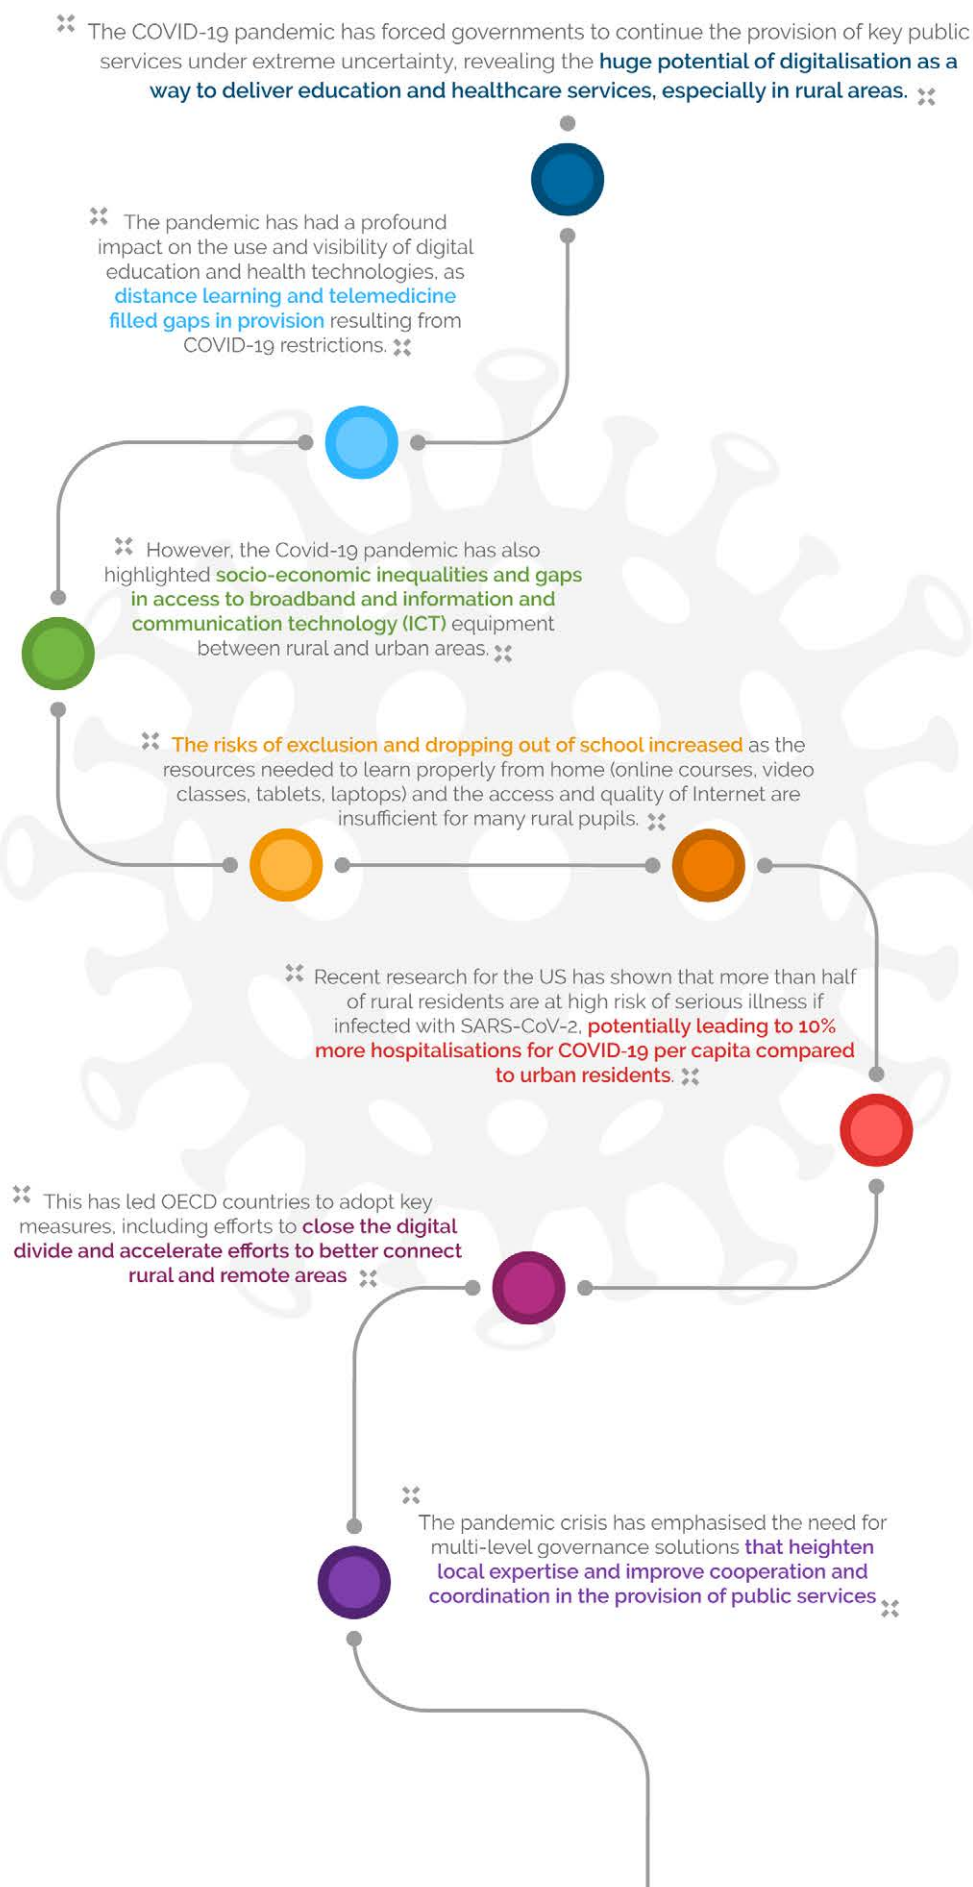 The COVID-19 pandemic has forced governments to continue the provision of key public
services under extreme uncertainty, revealing the huge potential of digitalisation as a
way to deliver education and healthcare services, especially in rural areas.
The pandemic has had a profound
impact on the use and visibility of digital
education and health technologies, as
distance learning and telemedicine
filled gaps in provision resulting from
COVID-19 restrictions.
However, the Covid-19 pandemic has also
highlighted socio-economic inequalities and gaps
in access to broadband and information and
communication technology (ICT) equipment
between rural and urban areas.
The risks of exclusion and dropping out of school increased as the
resources needed to learn properly from home (online courses, video
classes, tablets, laptops) and the access and quality of Internet are
insufficient for many rural pupils.
Recent research for the US has shown that more than half
of rural residents are at high risk of serious illness if
infected with SARS-CoV-2, potentially leading to 10%
more hospitalisations for COVID-19 per capita compared
to urban residents.
This has led OECD countries to adopt key
measures, including efforts to close the digital
divide and accelerate efforts to better connect
rural and remote areas
The pandemic crisis has emphasised the need for
multi-level governance solutions that heighten
local expertise and improve cooperation and
coordination in the provision of public services